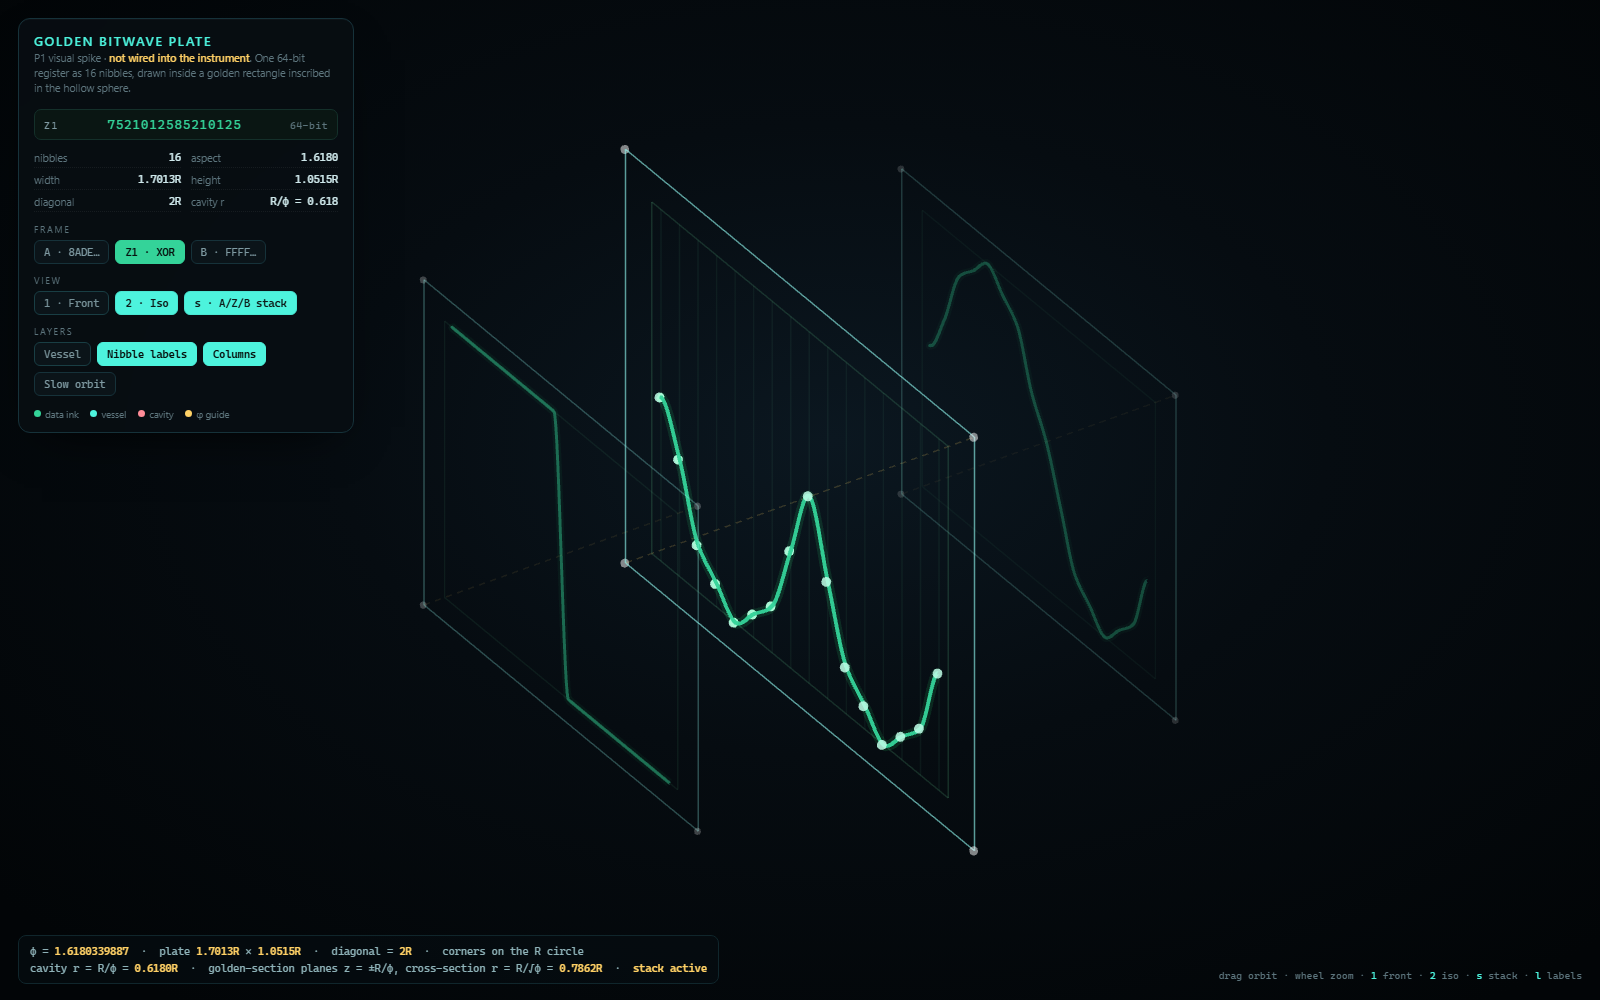 GOLDEN BITWAVE PLATE
P1 visual spike · not wired into the instrument. One 64-bit
register as 16 nibbles, drawn inside a golden rectangle inscribed
in the hollow sphere.
Z1 7521012585210125 64-bit
nibbles 16 aspect 1.6180
width 1.7013R height 1.0515R
diagonal 2R cavity r R/ϕ = 0.618
FRAME
A · 8ADE… Z1 · XOR B · FFFF…
VIEW
1 · Front 2 · Iso s · A/Z/B stack
LAYERS
Vessel Nibble labels Columns
Slow orbit
data ink vessel cavity φ guide
ϕ = 1.6180339887 · plate 1.7013R × 1.0515R · diagonal = 2R · corners on the R circle
cavity r = R/ϕ = 0.6180R · golden-section planes z = ±R/ϕ, cross-section r = R/√ϕ = 0.7862R · stack active
drag orbit · wheel zoom · 1 front · 2 iso · s stack · l labels